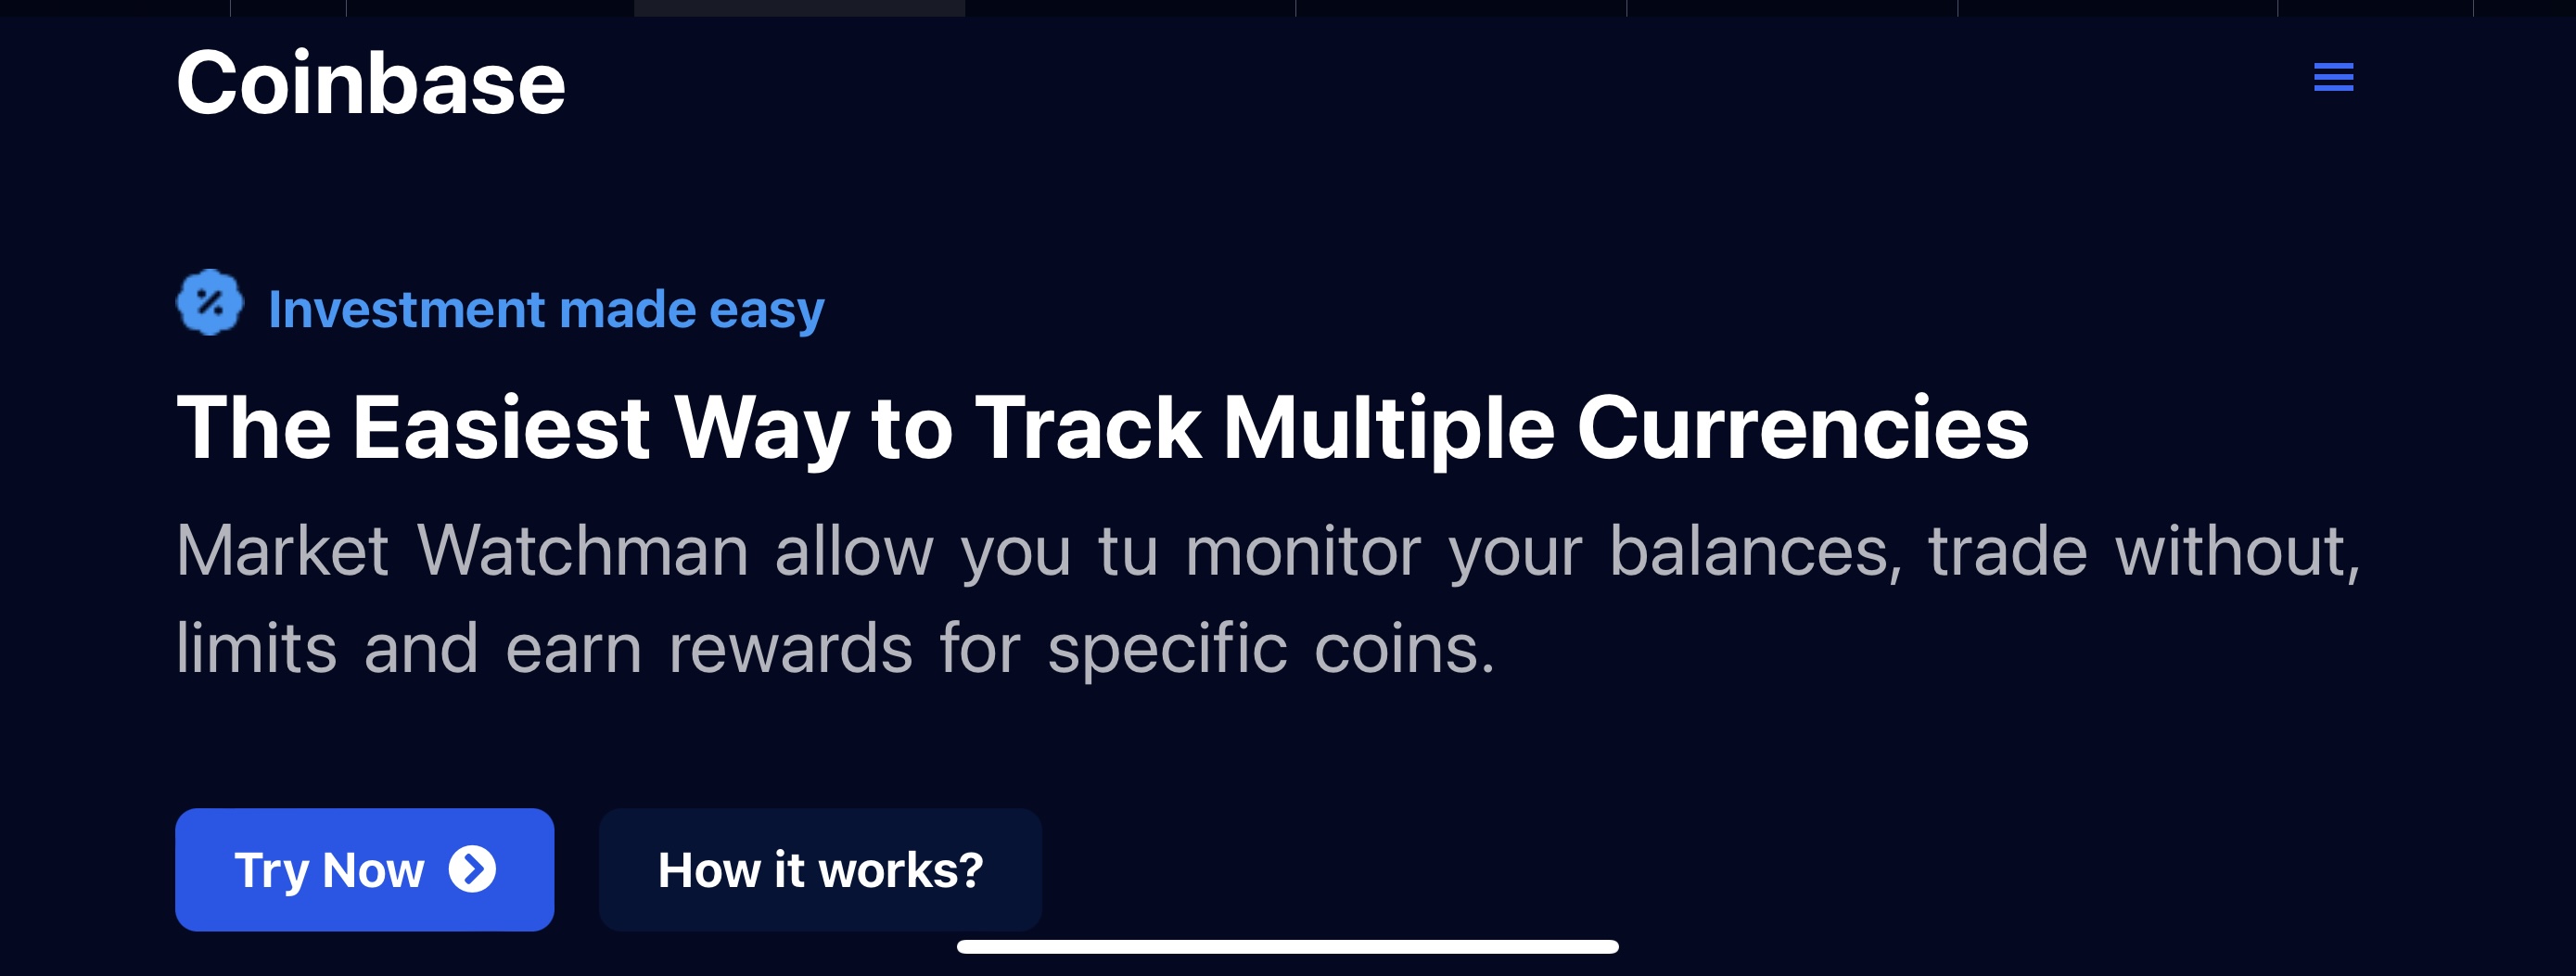 Coinbase
Investment made easy
The Easiest Way to Track Multiple Currencies
Market Watchman allow you tu monitor your balances, trade without,
limits and earn rewards for specific coins.
Try Now
How it works?